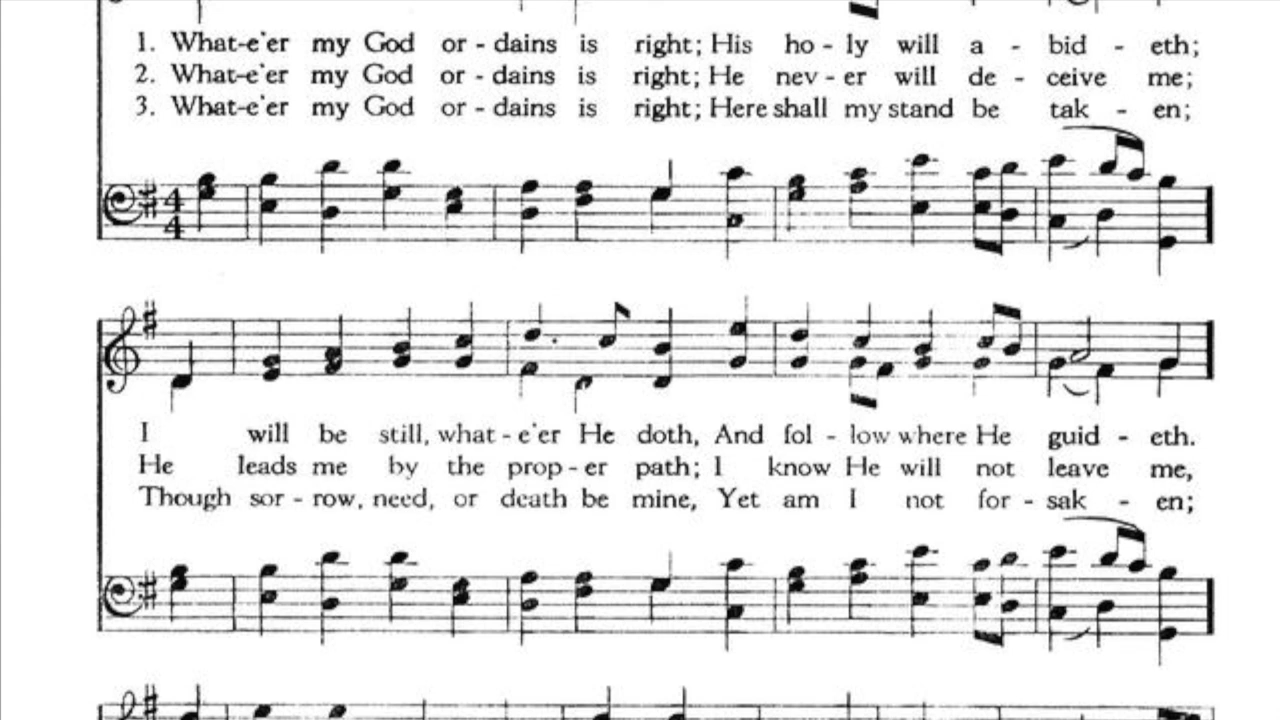 1. What-e'er my God or - dains is right; His ho - ly will a - bid - eth;
2. What-e'er my God or - dains is right; He nev - er will de - ceive me;
3. What-e'er my God or - dains is right; Here shall my stand be tak - en;
4
4
I will be still, what - e'er He doth, And fol - low where He guid - eth.
He leads me by the prop - er path; I know He will not leave me,
Though sor - row, need, or death be mine, Yet am I not for - sak - en;